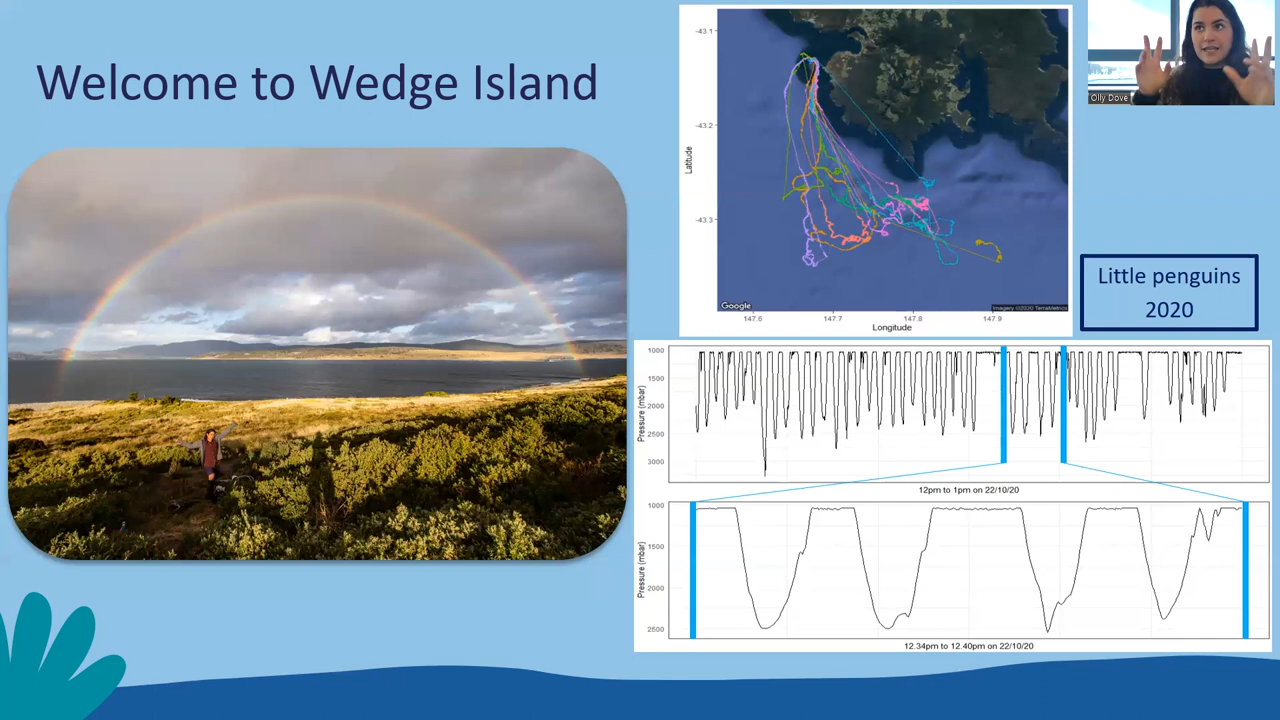 Welcome to Wedge Island
-43.1
-43.2
-43.3
Latitude
Google
Imagery ©2020 TerraMetrics
147.6
147.7
147.8
147.9
Longitude
Olly Dove
Little penguins
2020
1000
1500
2000
2500
3000
Pressure (mbar)
12pm to 1pm on 22/10/20
1000
1500
2000
2500
Pressure (mbar)
12.34pm to 12.40pm on 22/10/20